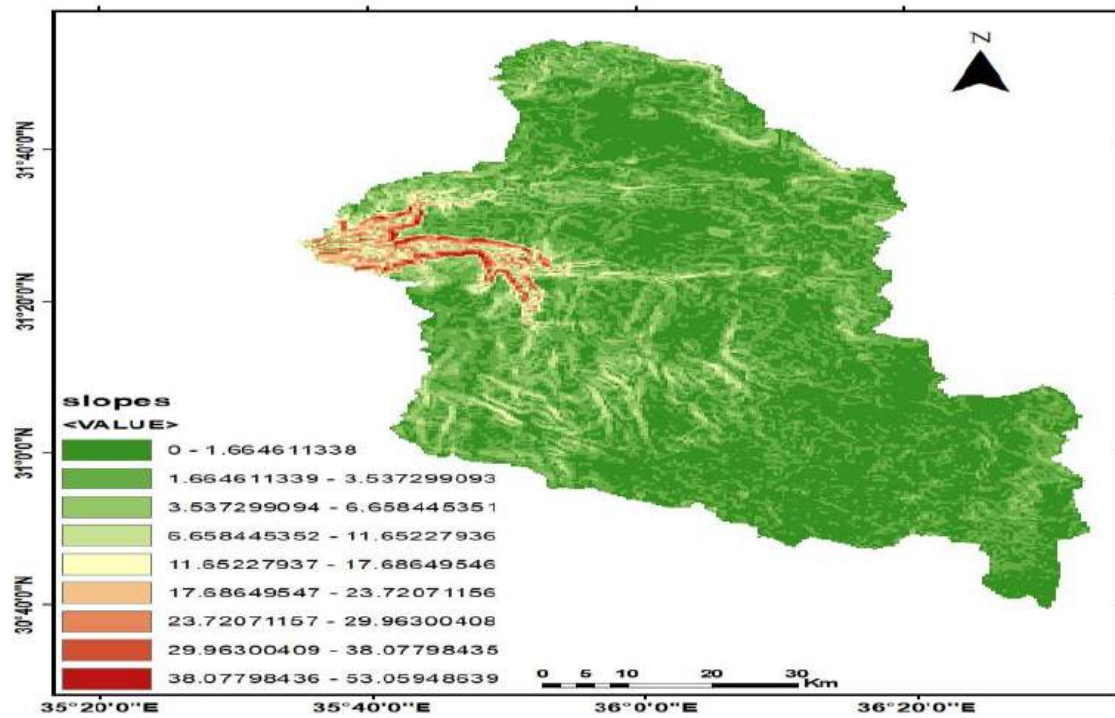 N
31°40'0"N
31°20'0"N
31°0'0"N
30°40'0"N
slopes
<VALUE>
0 - 1.664611338
1.664611339 - 3.537299093
3.537299094 - 6.658445351
6.658445352 - 11.65227936
11.65227937 - 17.68649546
17.68649547 - 23.72071156
23.72071157 - 29.96300408
29.96300409 - 38.07798435
38.07798436 - 53.05948639
0 5 10 20 30
Km
35°20'0"E 35°40'0"E 36°0'0"E 36°20'0"E